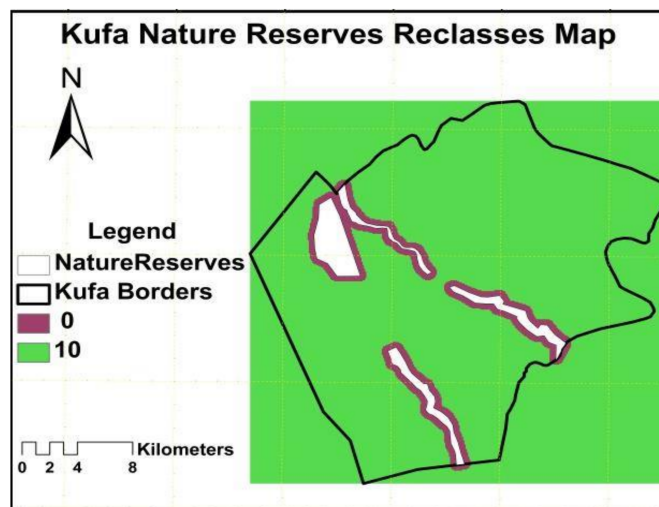 Kufa Nature Reserves Reclasses Map
N
Legend
NatureReserves
Kufa Borders
0
10
Kilometers
0 2 4 8